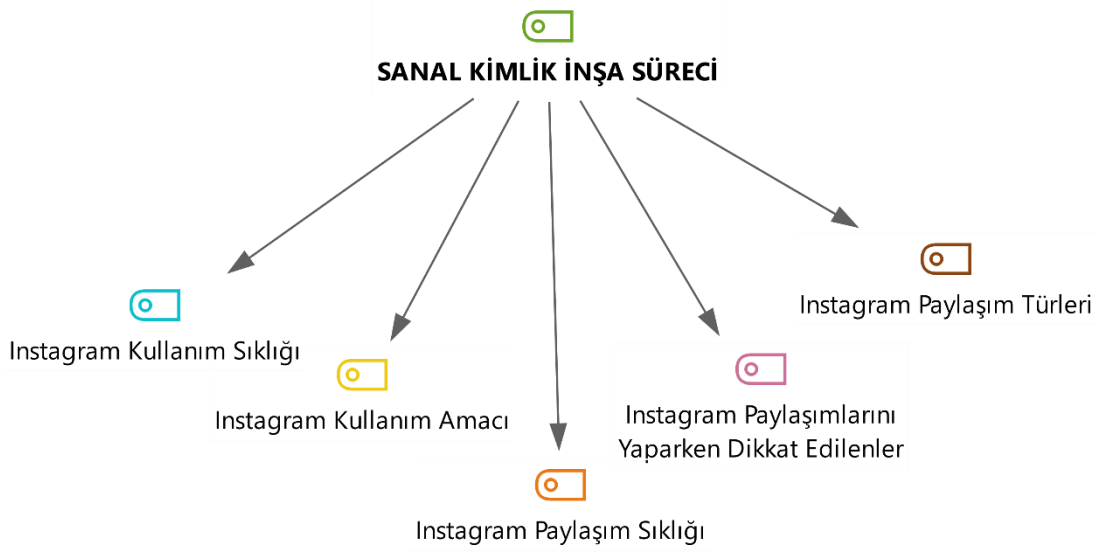 SANAL KİMLİK İNŞA SÜRECİ
Instagram Paylaşım Türleri
Instagram Kullanım Sıklığı
Instagram Kullanım Amacı
Instagram Paylaşımlarını
Yaparken Dikkat Edilenler
Instagram Paylaşım Sıklığı